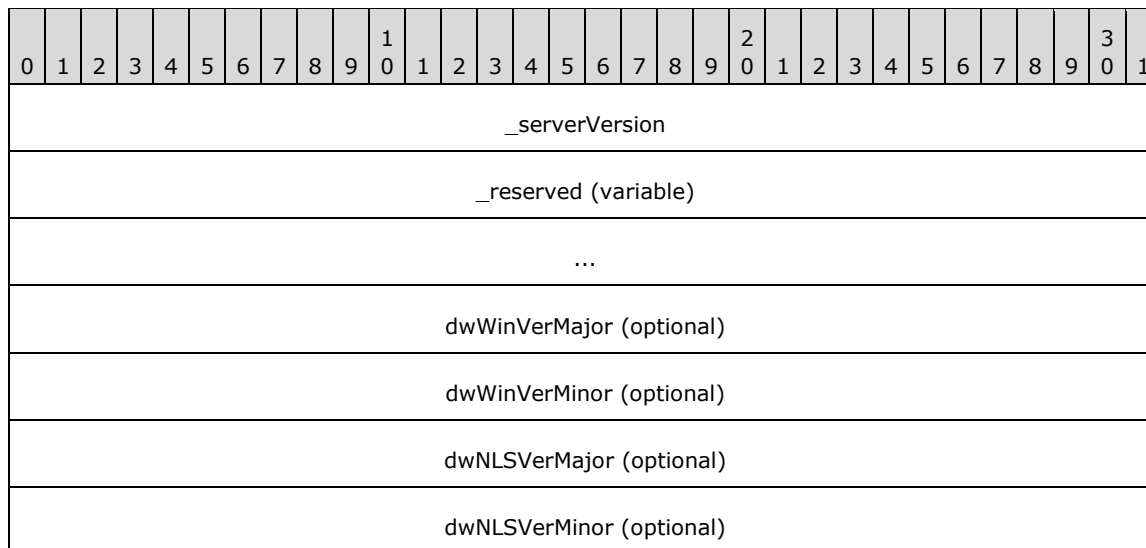 1 2 3
0 1 2 3 4 5 6 7 8 9 0 1 2 3 4 5 6 7 8 9 0 1 2 3 4 5 6 7 8 9 0 1
_serverVersion
_reserved (variable)
...
dwWinVerMajor (optional)
dwWinVerMinor (optional)
dwNLSVerMajor (optional)
dwNLSVerMinor (optional)